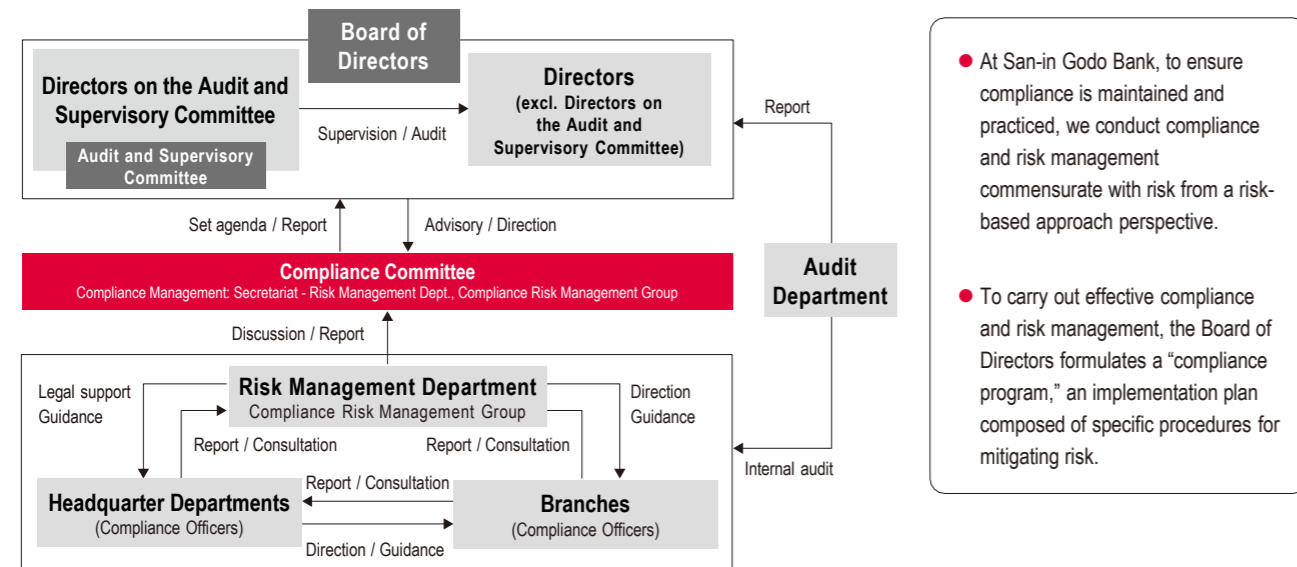 Board of
Directors
Directors on the Audit and
Supervisory Committee
Audit and Supervisory
Committee
Supervision / Audit
Directors
(excl. Directors on
the Audit and
Supervisory Committee)
Report
Set agenda / Report
Advisory / Direction
Compliance Committee
Compliance Management: Secretariat - Risk Management Dept., Compliance Risk Management Group
Audit
Department
Discussion / Report
Risk Management Department
Compliance Risk Management Group
Legal support
Guidance
Direction
Guidance
Report / Consultation
Report / Consultation
Internal audit
Report / Consultation
Headquarter Departments
(Compliance Officers)
Branches
(Compliance Officers)
Direction / Guidance
● At San-in Godo Bank, to ensure
compliance is maintained and
practiced, we conduct compliance
and risk management
commensurate with risk from a risk-
based approach perspective.
● To carry out effective compliance
and risk management, the Board of
Directors formulates a “compliance
program,” an implementation plan
composed of specific procedures for
mitigating risk.